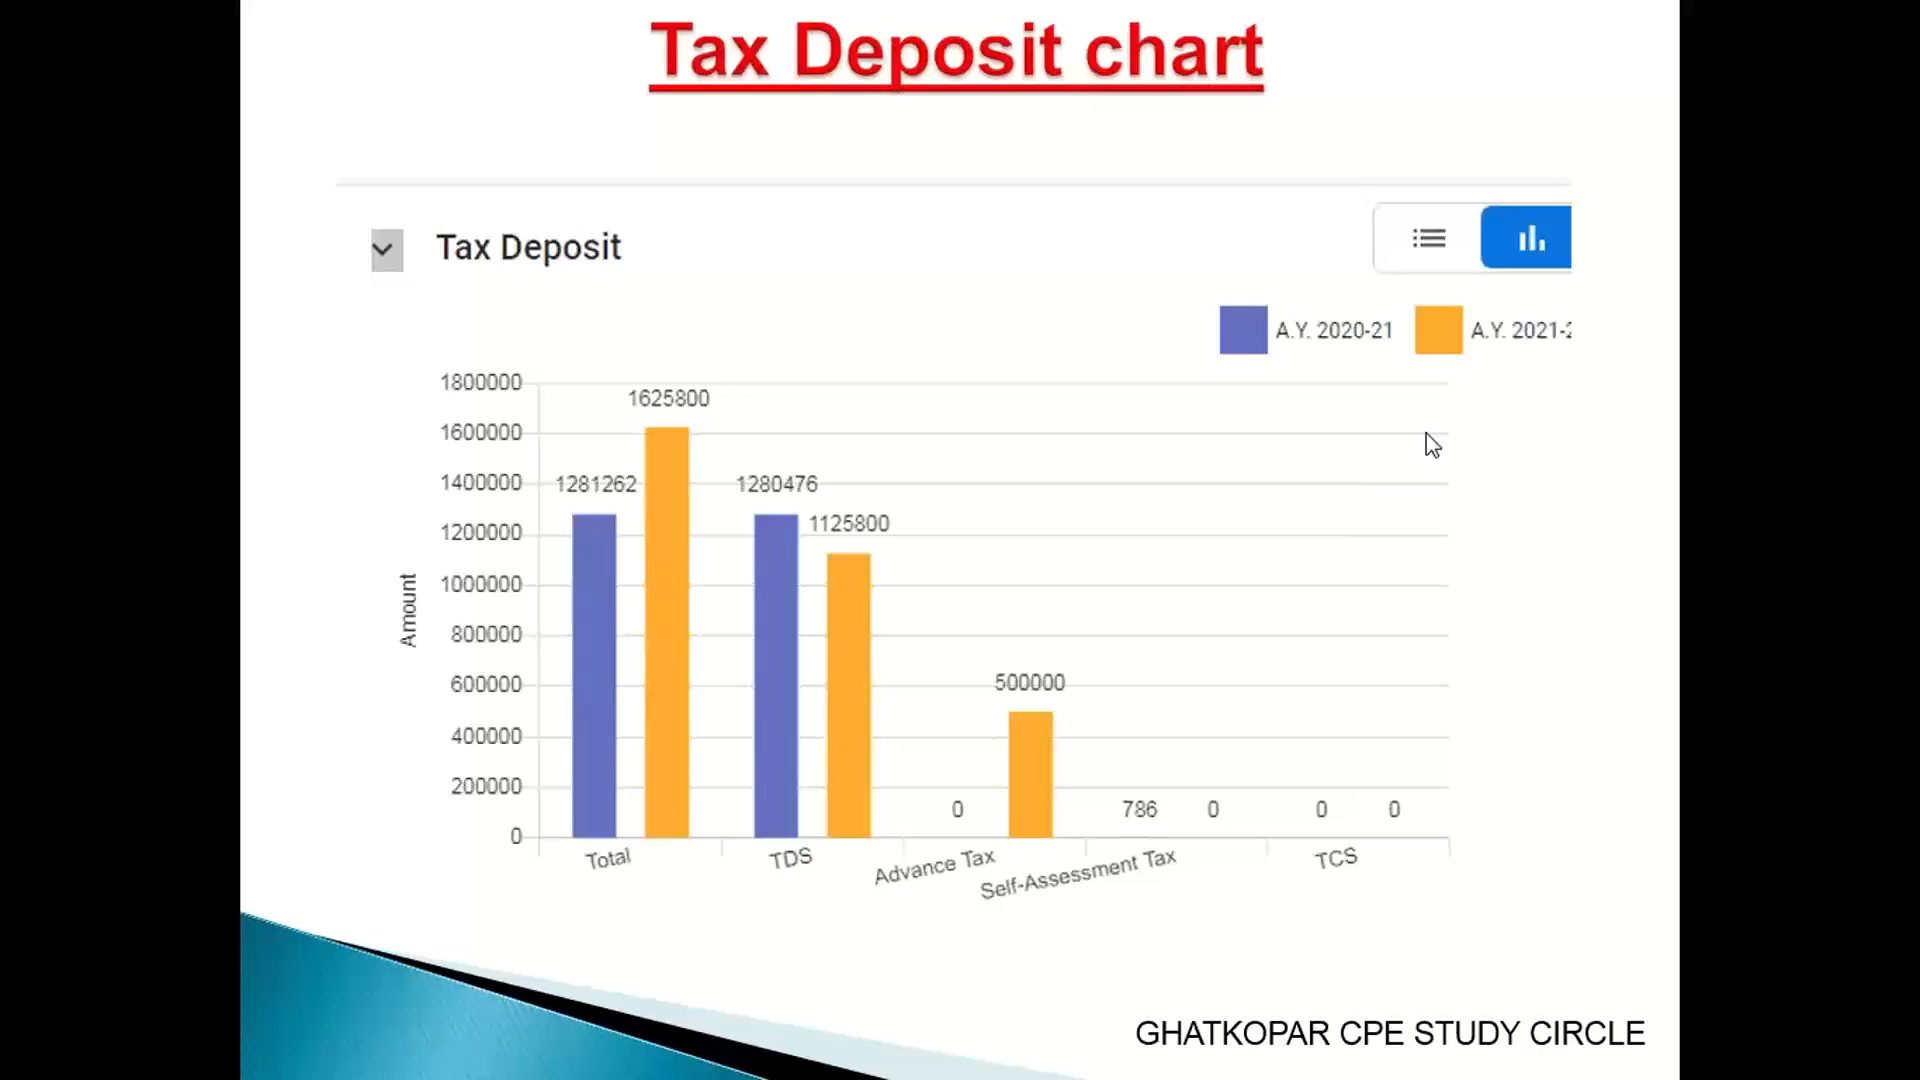 Tax Deposit chart
Tax Deposit
A.Y. 2020-21 A.Y. 2021-2
1800000
1625800
1600000
1400000 1281262 1280476
1200000 1125800
1000000
Amount
800000
600000 500000
400000
200000
0 786 0 0 0
0
Total TDS Advance Tax Self-Assessment Tax TCS
GHATKOPAR CPE STUDY CIRCLE